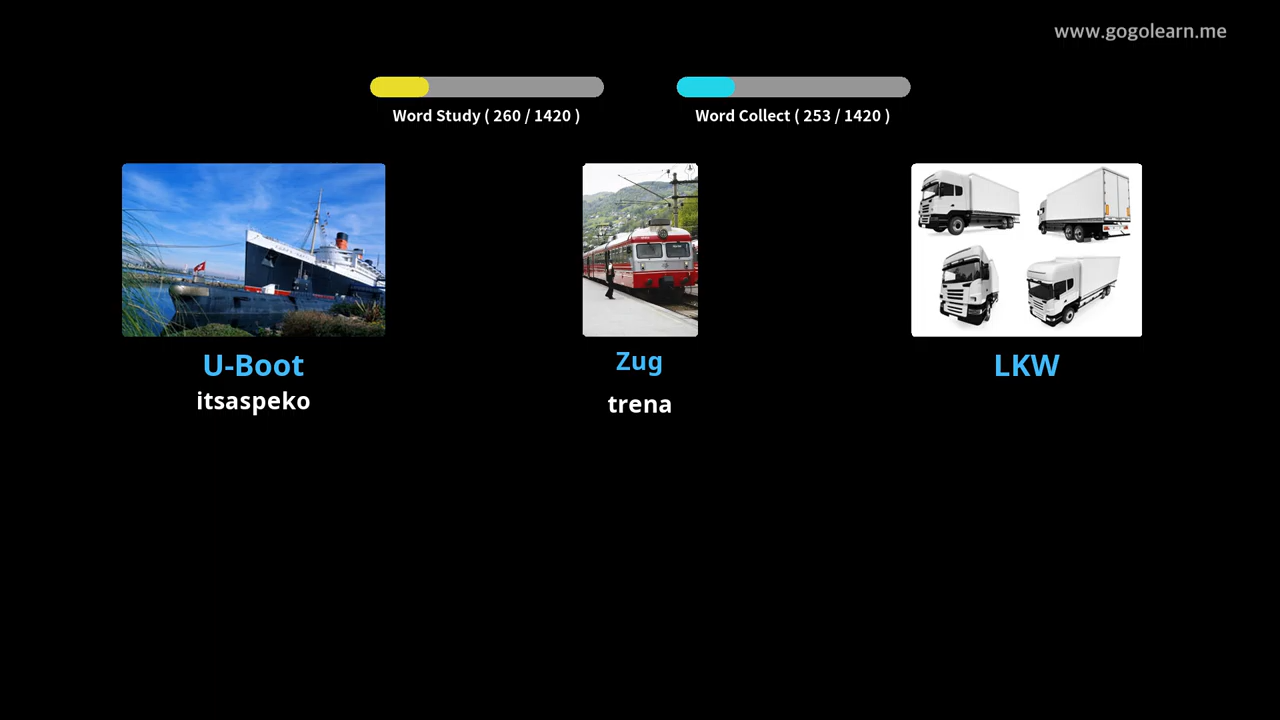 www.gogolearn.me
Word Study ( 260 / 1420 )
Word Collect ( 253 / 1420 )
U-Boot
itsaspeko
Zug
trena
LKW